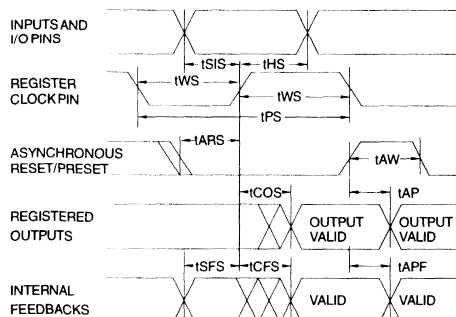 INPUTS AND
I/O PINS
tSIS
tHS
REGISTER
CLOCK PIN
tWS
tWS
tPS
tARS
ASYNCHRONOUS
RESET/PRESET
tAW
tCOS
tAP
REGISTERED
OUTPUTS
OUTPUT
VALID
OUTPUT
VALID
tSFS
tCFS
tAPF
INTERNAL
FEEDBACKS
VALID
VALID